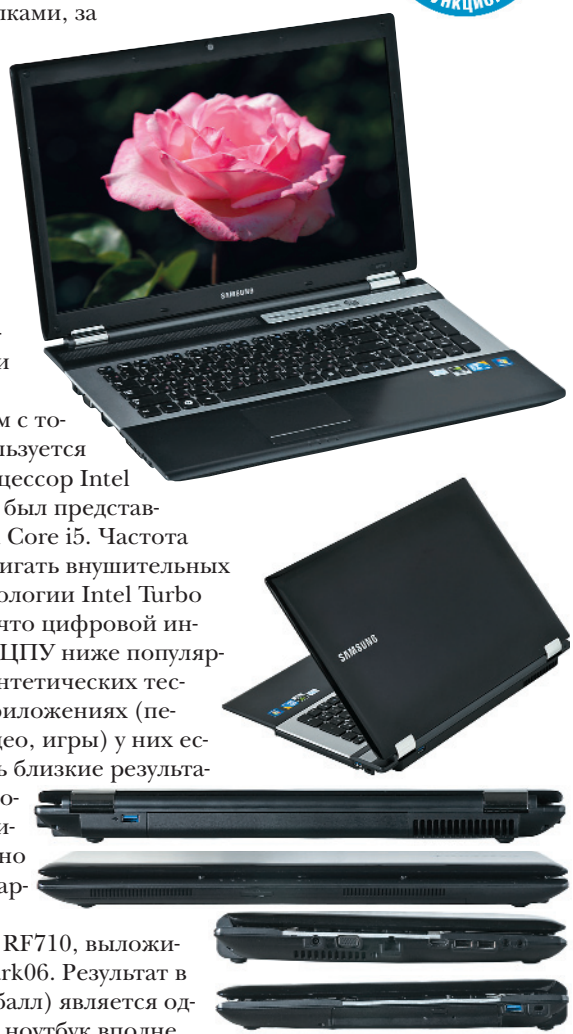 лками, за
SAMSUNG
и
м с то-
льзуется
цессор Intel
был представ-
Core i5. Частота
игать внушительных
ологии Intel Turbo
что цифровой ин-
ЦПУ ниже популяр-
нтетических тес-
риложениях (пе-
део, игры) у них ес-
ь близкие результа-
о-
и-
но
ар-
SAMSUNG
RF710, выложи-
rk06. Результат в
балл) является од-
ноутбук вполне